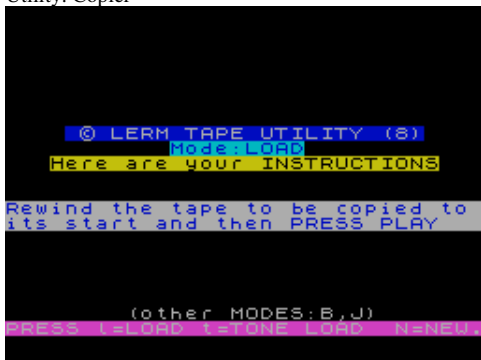 Utility: Copier
© LERM TAPE UTILITY (8)
Mode:LOAD
Here are your INSTRUCTIONS
Rewind the tape to be copied to
its start and then PRESS PLAY
(other MODES:B,J)
PRESS l=LOAD t=TONE LOAD N=NEW.